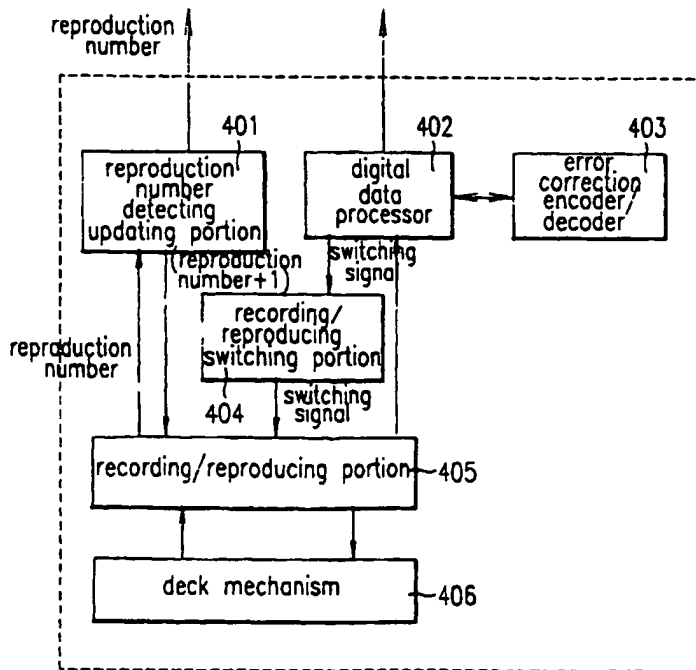 reproduction
number
401
402
403
reproduction
number
detecting
updating portion
digital
data
processor
error
correction
encoder/
decoder
(reproduction
number+1)
switching
signal
recording/
reproducing
switching portion
reproduction
number
404
switching
signal
recording/reproducing portion
405
deck mechanism
406